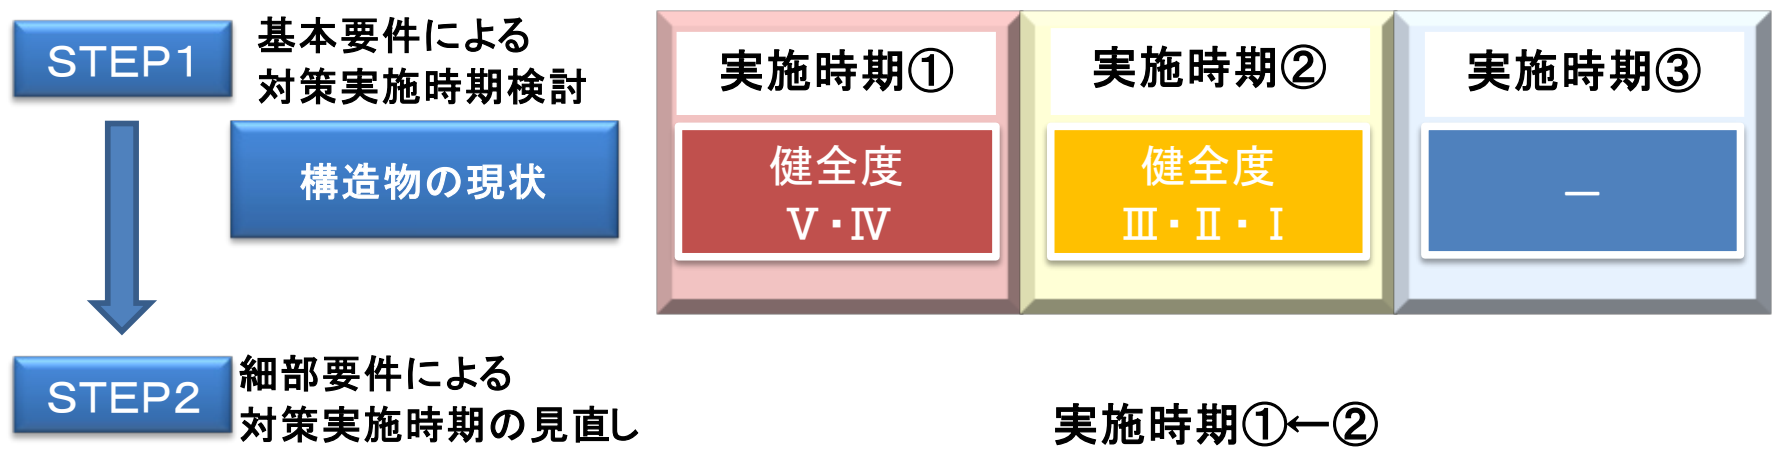 STEP1
基本要件による
対策実施時期検討
構造物の現状
実施時期①
実施時期②
実施時期③
健全度
Ⅴ・Ⅳ
健全度
Ⅲ・Ⅱ・Ⅰ
―
STEP2
細部要件による
対策実施時期の見直し
実施時期①←②